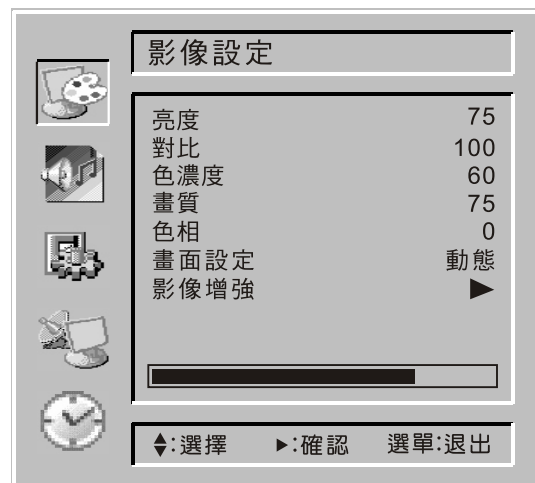 影像設定
亮度 75
對比 100
色濃度 60
畫質 75
色相 0
畫面設定 動態
影像增強 ▶
♦:選擇 ▶:確認 選單:退出